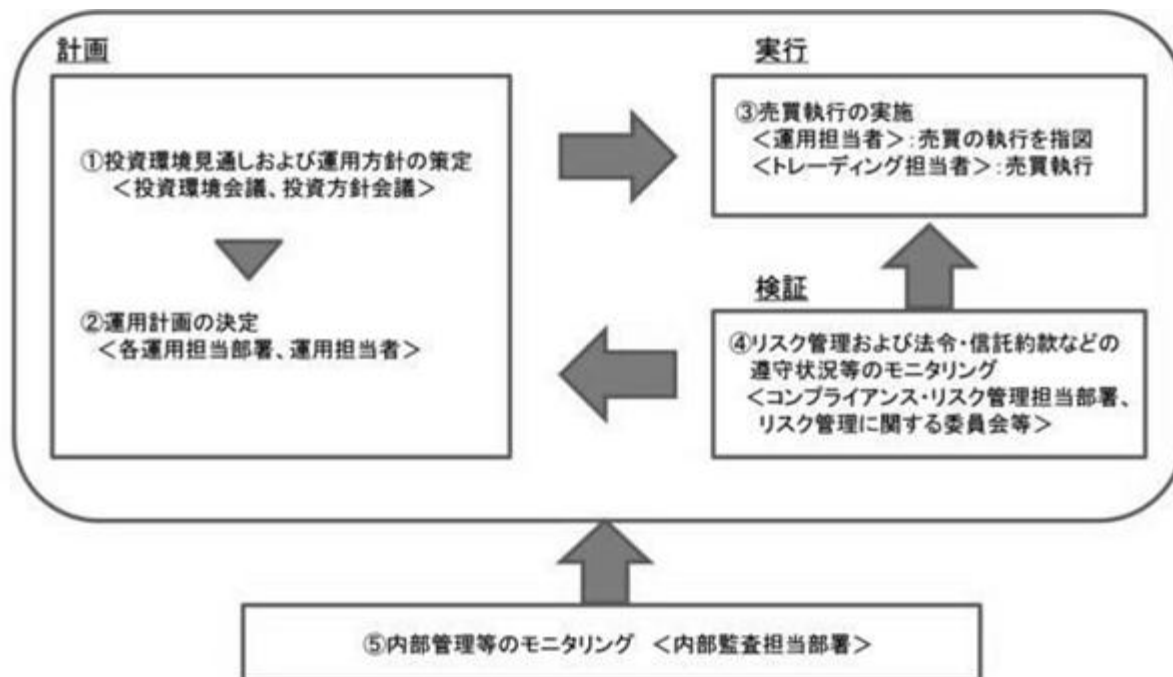 計画
①投資環境見通しおよび運用方針の策定
＜投資環境会議、投資方針会議＞
②運用計画の決定
＜各運用担当部署、運用担当者＞
実行
③売買執行の実施
＜運用担当者＞：売買の執行を指図
＜トレーディング担当者＞：売買執行
検証
④リスク管理および法令・信託約款などの
遵守状況等のモニタリング
＜コンプライアンス・リスク管理担当部署、
リスク管理に関する委員会等＞
⑤内部管理等のモニタリング ＜内部監査担当部署＞